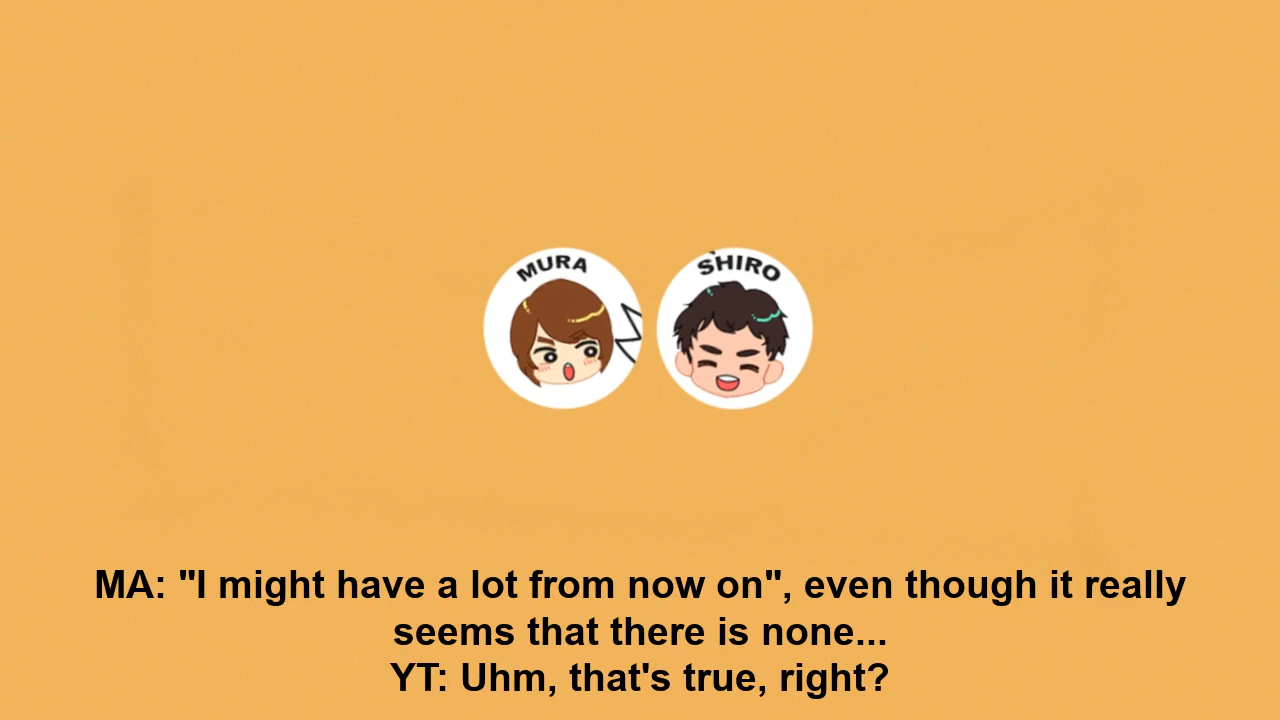 MURA
SHIRO
MA: "I might have a lot from now on", even though it really
seems that there is none...
YT: Uhm, that's true, right?